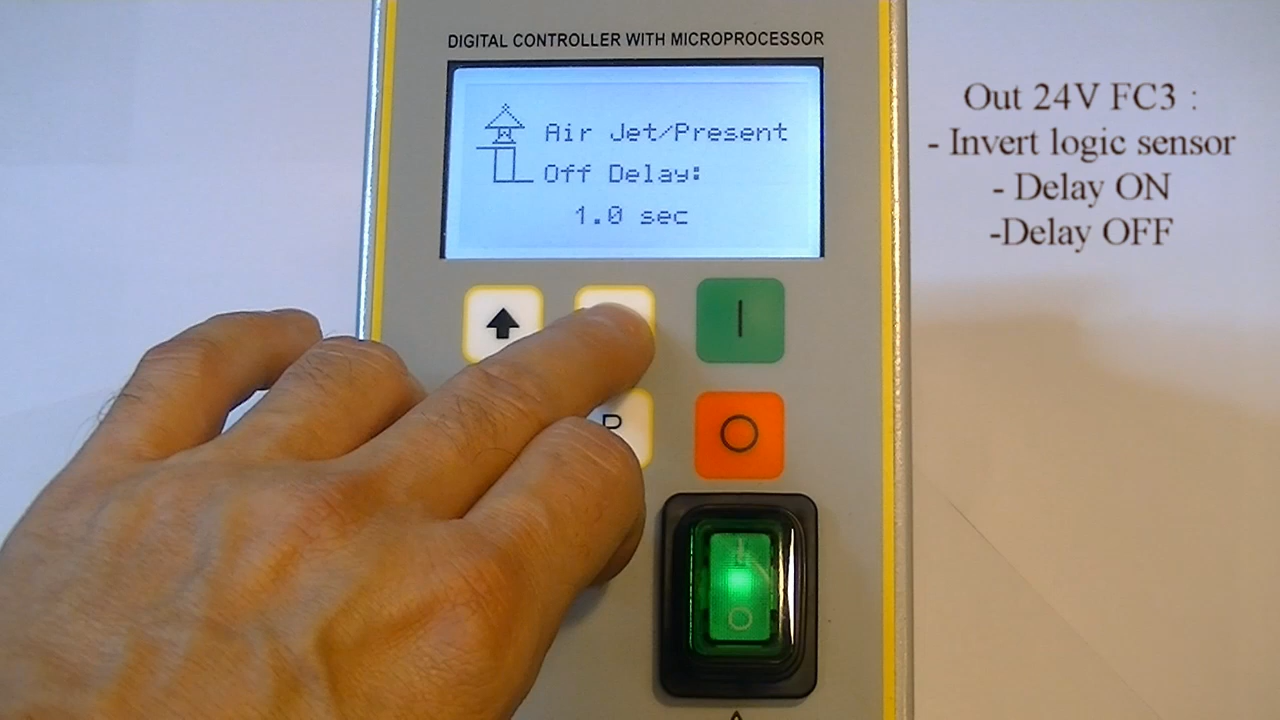 DIGITAL CONTROLLER WITH MICROPROCESSOR
Air Jet/Present
Off Delay:
1.0 sec
P
Out 24V FC3 :
- Invert logic sensor
- Delay ON
-Delay OFF